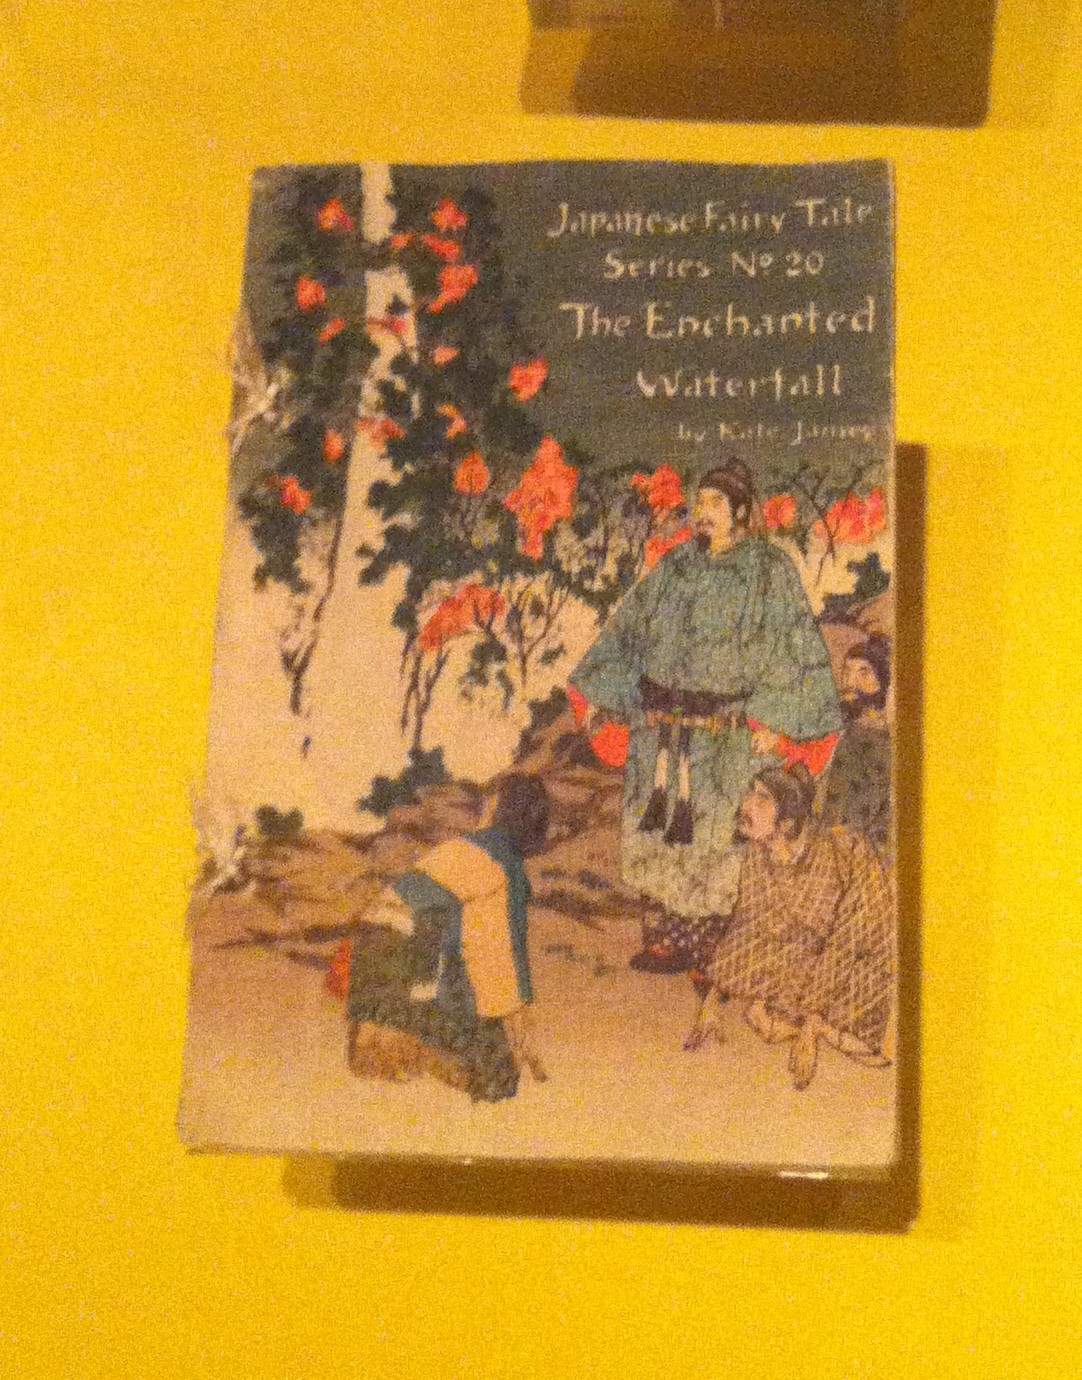 Japanese Fairy Tale
Series Nº 20
The Enchanted
Waterfall
by Kate James